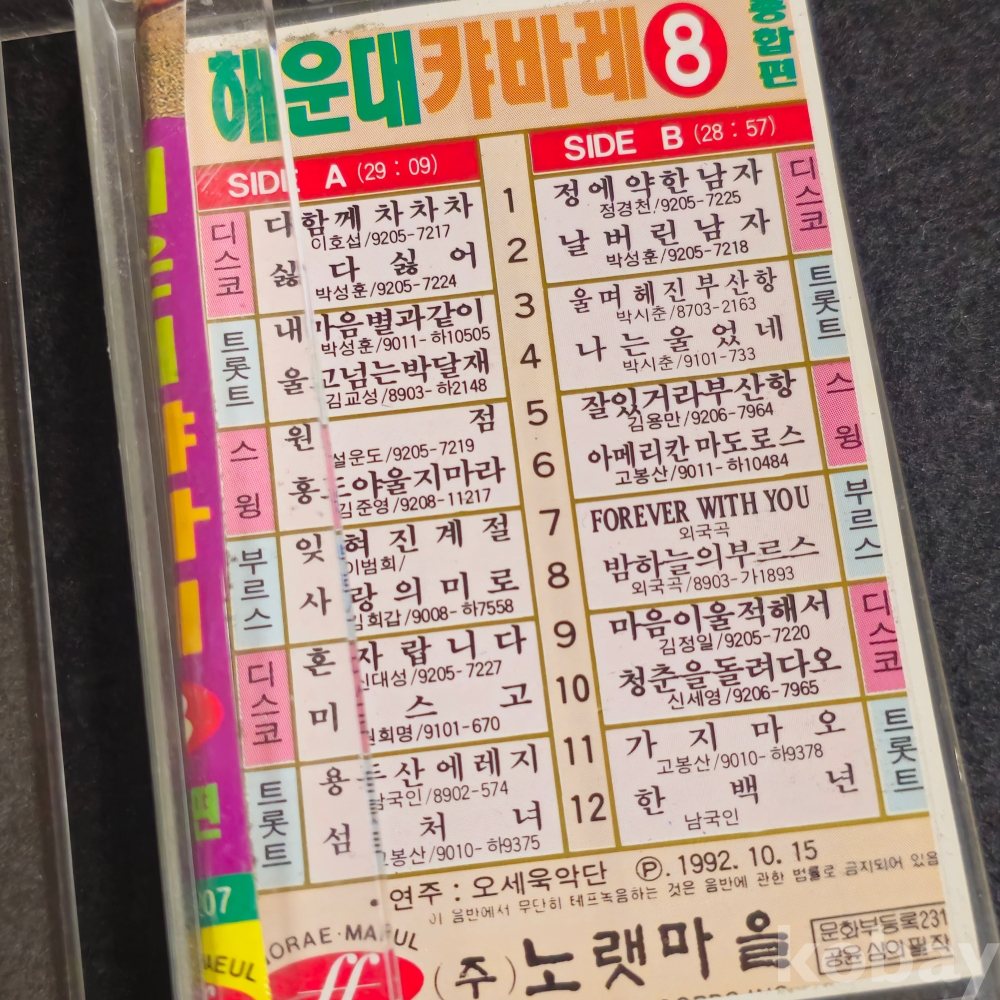 해운대캬바레 8 종합편
SIDE A (29 : 09)
디스코
1
다함께 차차차
이호섭/9205-7217
2
싫다싫어
박성훈/9205-7224
트롯트
3
내마음별과같이
박성훈/9011-하10505
4
울고넘는박달재
김교성/8903-하2148
스윙
5
원점
설운도/9205-7219
6
홍도야울지마라
김준영/9208-11217
부르스
7
잊혀진계절
이범희/
8
사랑의미로
김희갑/9008-하7558
디스코
9
혼자랍니다
신대성/9205-7227
10
미스고
9101-670
트롯트
11
용두산에레지
남국인/8902-574
12
섬처녀
고봉산/9010-하9375
SIDE B (28 : 57)
디스코
정에약한남자
정경천/9205-7225
날버린남자
박성훈/9205-7218
트롯트
울며헤진부산항
박시춘/8703-2163
나는울었네
박시춘/9101-733
스윙
잘있거라부산항
김용만/9206-7964
아메리칸마도로스
고봉산/9011-하10484
부르스
FOREVER WITH YOU
외국곡
밤하늘의부르스
외국곡/8903-가1893
디스코
마음이울적해서
김정일/9205-7220
청춘을돌려다오
신세영/9206-7965
트롯트
가지마오
고봉산/9010-하9378
한백년
남국인
• 연주 : 오세욱악단 Ⓟ. 1992. 10. 15
이 음반에서 무단히 테프녹음하는 것은 음반에 관한 법률로 금지되어 있음
(주) 노랫마을
문화부등록231
공윤심의필작
207
kobay